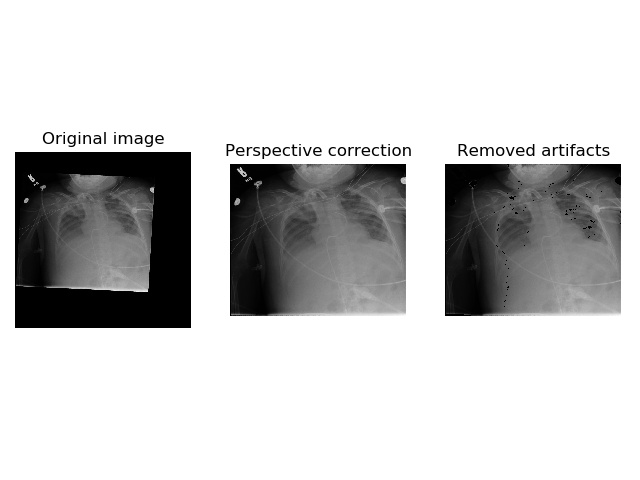 Original image
Perspective correction
Removed artifacts